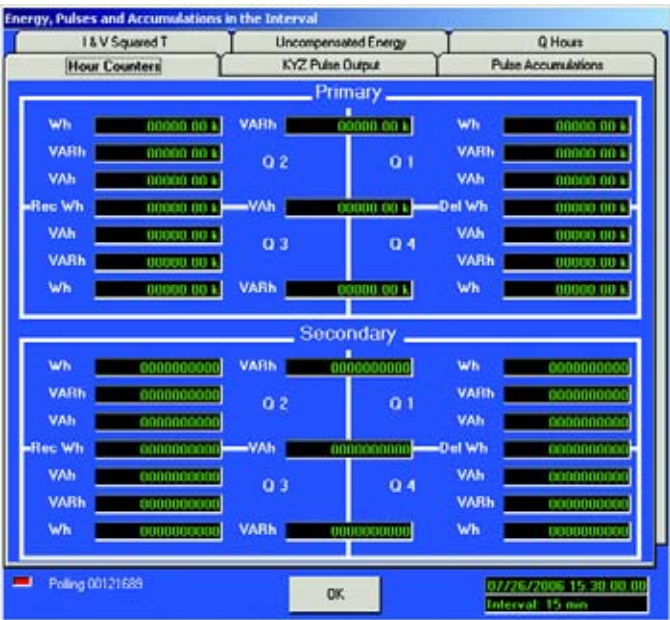 Energy, Pulses and Accumulations in the Interval
I & V Squared T Uncompensated Energy Q Hours
Hour Counters KYZ Pulse Output Pulse Accumulations
Primary
Wh 00000.00 k VARh 00000.00 k Wh 00000.00 k
VARh 00000.00 k VARh 00000.00 k
Q 2 Q 1
VAh 00000.00 k VAh 00000.00 k
Rec Wh 00000.00 k VAh 00000.00 k Del Wh 00000.00 k
VAh 00000.00 k VAh 00000.00 k
Q 3 Q 4
VARh 00000.00 k VARh 00000.00 k
Wh 00000.00 k VARh 00000.00 k Wh 00000.00 k
Secondary
Wh 0000000000 VARh 0000000000 Wh 0000000000
VARh 0000000000 VARh 0000000000
Q 2 Q 1
VAh 0000000000 VAh 0000000000
Rec Wh 0000000000 VAh 0000000000 Del Wh 0000000000
VAh 0000000000 VAh 0000000000
Q 3 Q 4
VARh 0000000000 VARh 0000000000
Wh 0000000000 VARh 0000000000 Wh 0000000000
Polling 00121689 OK 07/26/2006 15:30:00.00
Interval: 15 min